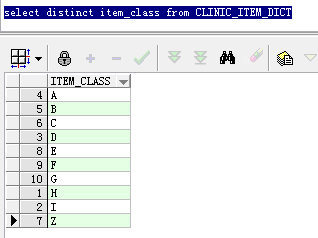 select distinct item_class from CLINIC_ITEM_DICT
ITEM_CLASS
4 A
5 B
6 C
3 D
8 E
9 F
10 G
1 H
2 I
7 Z